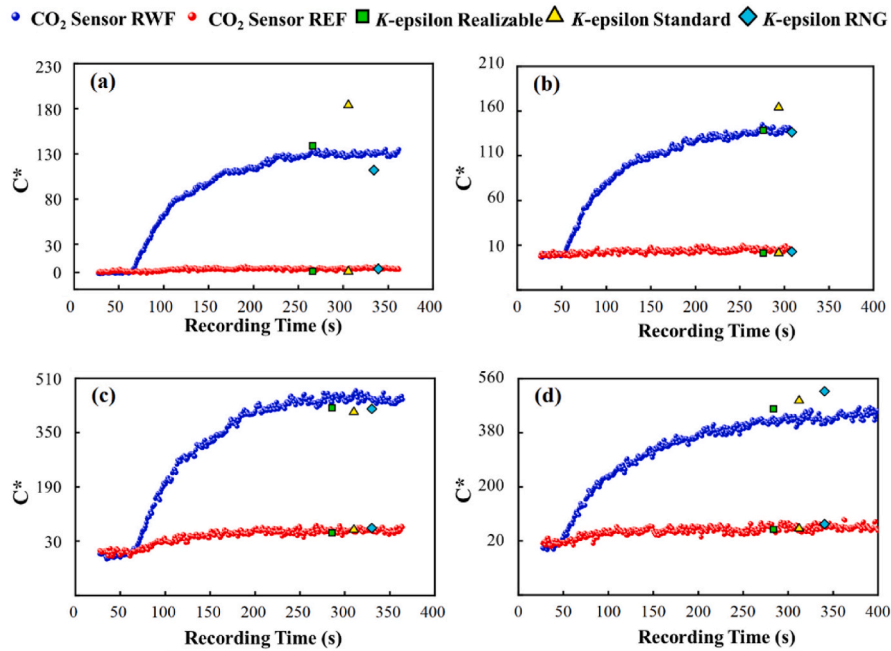 CO₂ Sensor RWF CO₂ Sensor REF K-epsilon Realizable K-epsilon Standard K-epsilon RNG
(a)
230
180
130
80
30
0
C*
0 50 100 150 200 250 300 350 400
Recording Time (s)
(b)
210
160
110
60
10
C*
0 50 100 150 200 250 300 350 400
Recording Time (s)
(c)
510
350
190
30
C*
0 50 100 150 200 250 300 350 400
Recording Time (s)
(d)
560
380
200
20
C*
0 50 100 150 200 250 300 350 400
Recording Time (s)